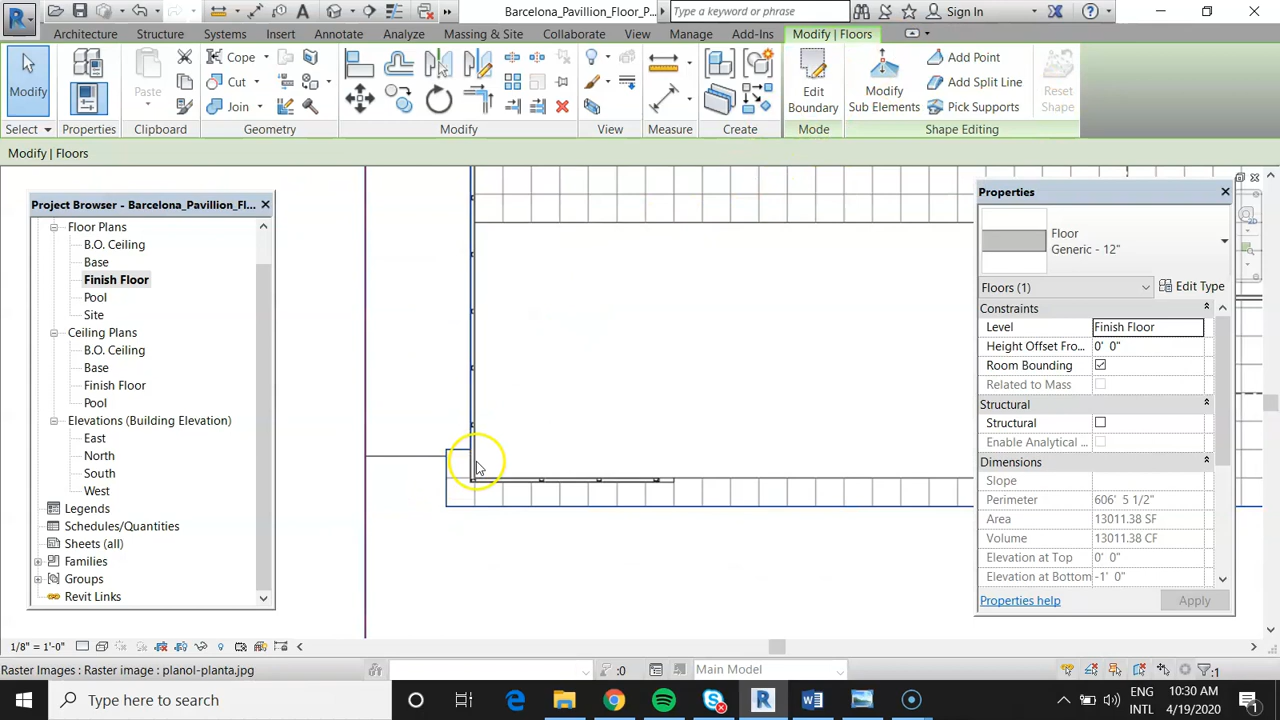 Barcelona_Pavillion_Floor_P... Type a keyword or phrase Sign In
Architecture Structure Systems Insert Annotate Analyze Massing & Site Collaborate View Manage Add-Ins Modify | Floors
Modify Paste Cope Cut Join Edit Boundary Modify Sub Elements Add Point Add Split Line Pick Supports Reset Shape
Select Properties Clipboard Geometry Modify View Measure Create Mode Shape Editing
Modify | Floors
Project Browser - Barcelona_Pavillion_Fl...
Floor Plans
B.O. Ceiling
Base
Finish Floor
Pool
Site
Ceiling Plans
B.O. Ceiling
Base
Finish Floor
Pool
Elevations (Building Elevation)
East
North
South
West
Legends
Schedules/Quantities
Sheets (all)
Families
Groups
Revit Links
Properties
Floor
Generic - 12"
Floors (1) Edit Type
Constraints
Level Finish Floor
Height Offset Fro... 0' 0"
Room Bounding
Related to Mass
Structural
Structural
Enable Analytical ...
Dimensions
Slope
Perimeter 606' 5 1/2"
Area 13011.38 SF
Volume 13011.38 CF
Elevation at Top 0' 0"
Elevation at Bottom -1' 0"
Properties help Apply
1/8" = 1'-0"
Raster Images : Raster image : planol-planta.jpg :0 Main Model :1
Type here to search
ENG 10:30 AM
INTL 4/19/2020